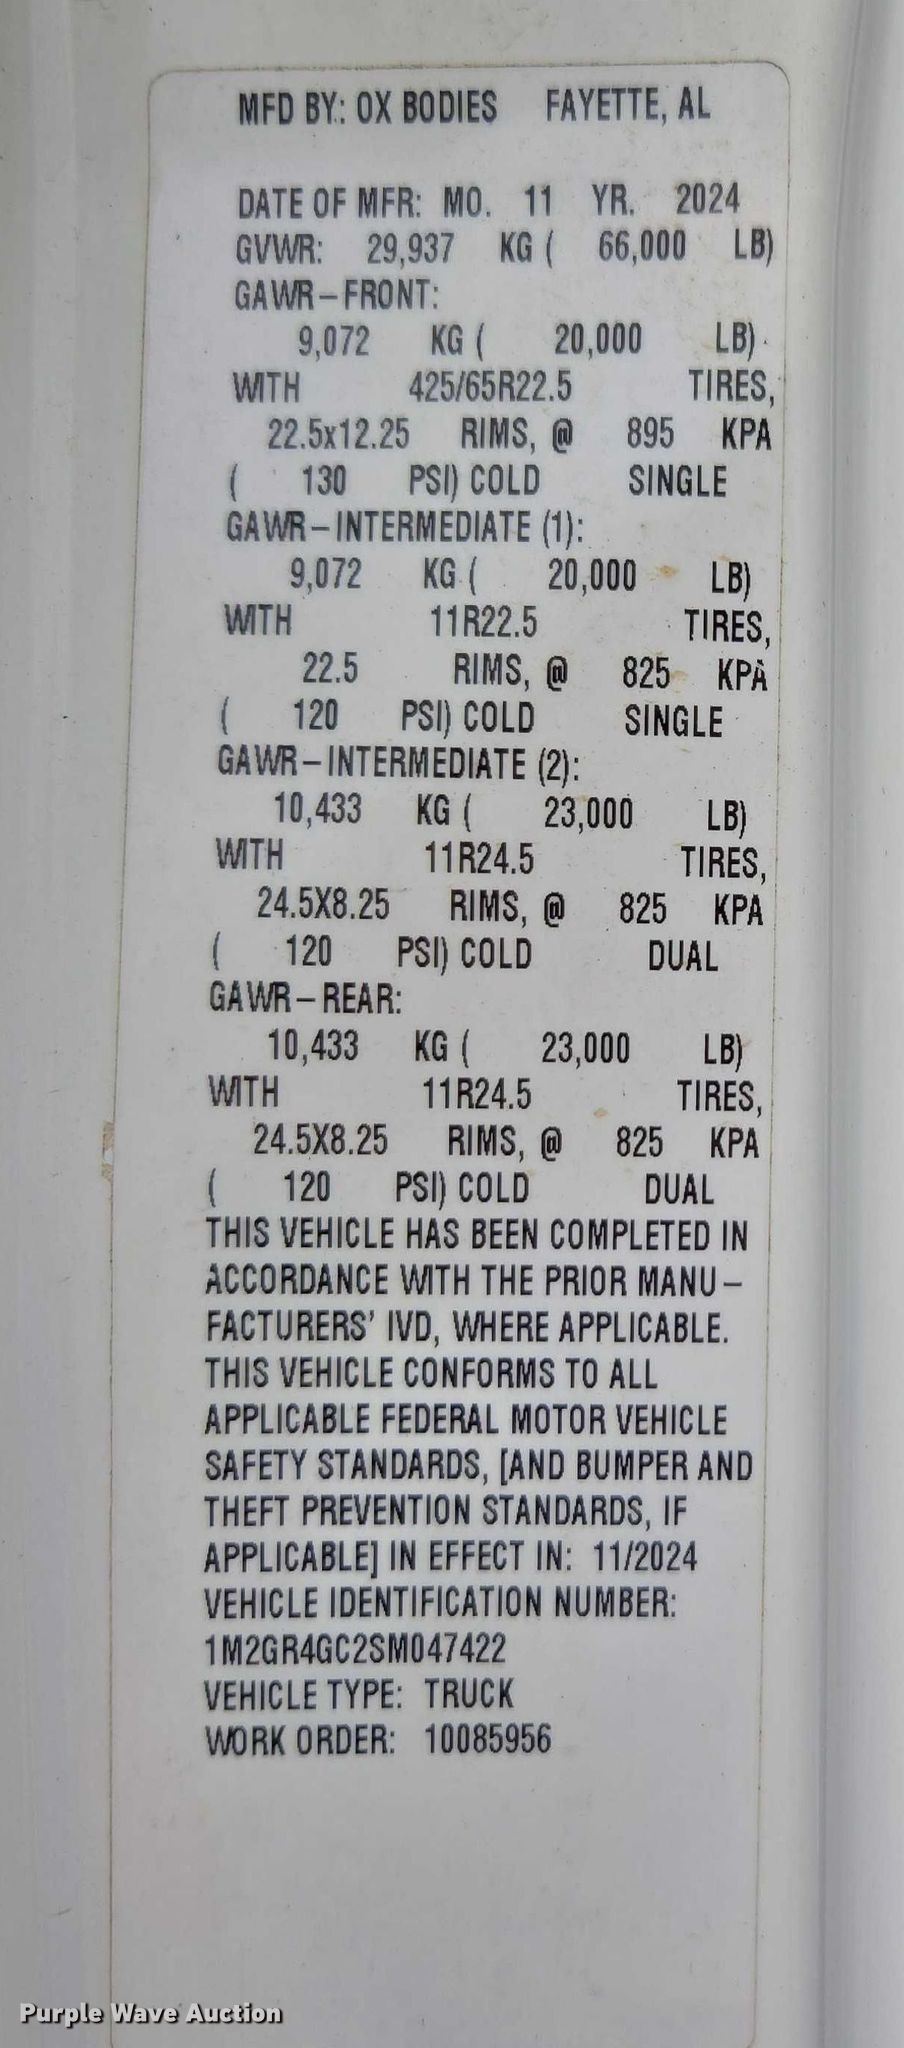 MFD BY: OX BODIES FAYETTE, AL
DATE OF MFR: MO. 11 YR. 2024
GVWR: 29,937 KG ( 66,000 LB)
GAWR-FRONT:
9,072 KG ( 20,000 LB)
WITH 425/65R22.5 TIRES,
22.5x12.25 RIMS, @ 895 KPA
( 130 PSI) COLD SINGLE
GAWR-INTERMEDIATE (1):
9,072 KG ( 20,000 LB)
WITH 11R22.5 TIRES,
22.5 RIMS, @ 825 KPA
( 120 PSI) COLD SINGLE
GAWR-INTERMEDIATE (2):
10,433 KG ( 23,000 LB)
WITH 11R24.5 TIRES,
24.5X8.25 RIMS, @ 825 KPA
( 120 PSI) COLD DUAL
GAWR-REAR:
10,433 KG ( 23,000 LB)
WITH 11R24.5 TIRES,
24.5X8.25 RIMS, @ 825 KPA
( 120 PSI) COLD DUAL
THIS VEHICLE HAS BEEN COMPLETED IN
ACCORDANCE WITH THE PRIOR MANU-
FACTURERS' IVD, WHERE APPLICABLE.
THIS VEHICLE CONFORMS TO ALL
APPLICABLE FEDERAL MOTOR VEHICLE
SAFETY STANDARDS, [AND BUMPER AND
THEFT PREVENTION STANDARDS, IF
APPLICABLE] IN EFFECT IN: 11/2024
VEHICLE IDENTIFICATION NUMBER:
1M2GR4GC2SM047422
VEHICLE TYPE: TRUCK
WORK ORDER: 10085956
Purple Wave Auction